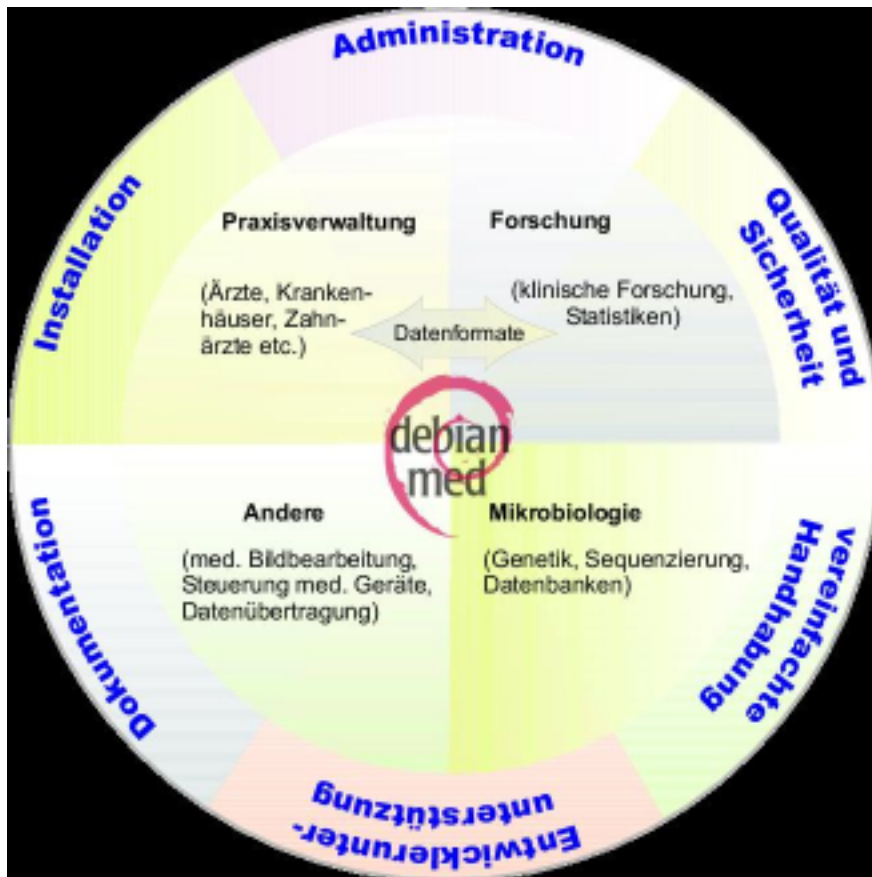 Administration
Qualität und
Sicherheit
vereinfachte
Handhabung
Entwicklerunter-
unterstützung
Dokumentation
Installation
Praxisverwaltung
(Ärzte, Kranken-
häuser, Zahn-
ärzte etc.)
Forschung
(klinische Forschung,
Statistiken)
Datenformate
debian
med
Andere
(med. Bildbearbeitung,
Steuerung med. Geräte,
Datenübertragung)
Mikrobiologie
(Genetik, Sequenzierung,
Datenbanken)